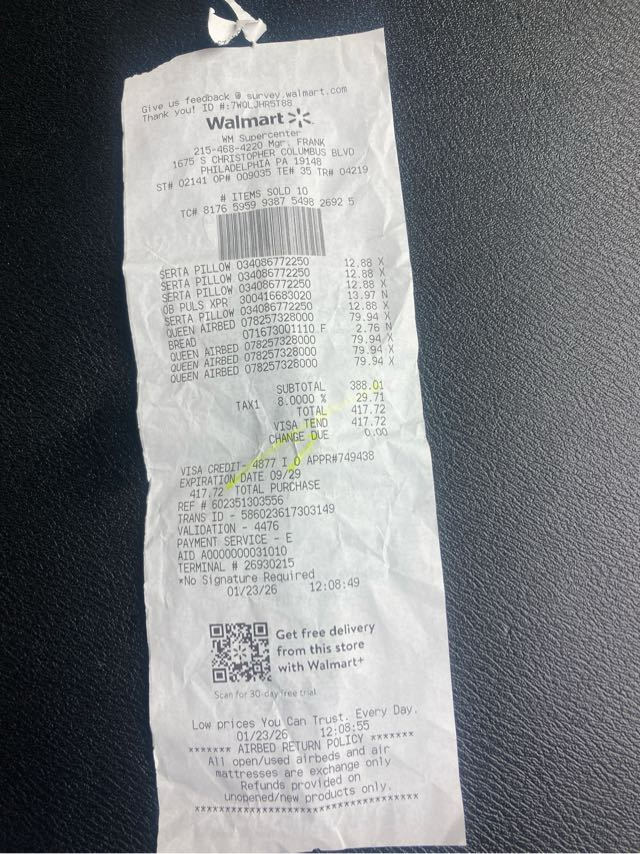 Give us feedback @ survey.walmart.com
Thank you! ID #:7WQLJHR5T88
Walmart
WM Supercenter
215-468-4220 Mgr. FRANK
1675 S CHRISTOPHER COLUMBUS BLVD
PHILADELPHIA PA 19148
ST# 02141 OP# 009035 TE# 35 TR# 04219
# ITEMS SOLD 10
TC# 8176 5959 9387 5498 2692 5
SERTA PILLOW 034086772250 12.88 X
SERTA PILLOW 034086772250 12.88 X
SERTA PILLOW 034086772250 12.88 X
OB PULS XPR 300416683020 13.97 N
SERTA PILLOW 034086772250 12.88 X
QUEEN AIRBED 078257328000 79.94 X
BREAD 071673001110 F 2.76 N
QUEEN AIRBED 078257328000 79.94 X
QUEEN AIRBED 078257328000 79.94 X
QUEEN AIRBED 078257328000 79.94 X
SUBTOTAL 388.01
TAX1 8.0000 % 29.71
TOTAL 417.72
VISA TEND 417.72
CHANGE DUE 0.00
VISA CREDIT- 4877 I 0 APPR#749438
EXPIRATION DATE 09/29
417.72 TOTAL PURCHASE
REF # 602351303556
TRANS ID - 586023617303149
VALIDATION - 4476
PAYMENT SERVICE - E
AID A0000000031010
TERMINAL # 26930215
*No Signature Required
01/23/26 12:08:49
Get free delivery
from this store
with Walmart+
Scan for 30-day free trial
Low prices You Can Trust. Every Day.
01/23/26 12:08:55
******* AIRBED RETURN POLICY *******
All open/used airbeds and air
mattresses are exchange only
Refunds provided on
unopened/new products only.
************************************